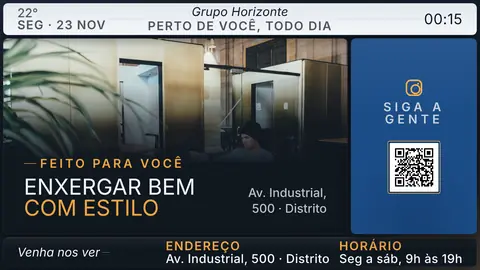 22°
SEG · 23 NOV
Grupo Horizonte
PERTO DE VOCÊ, TODO DIA
00:15
FEITO PARA VOCÊ
ENXERGAR BEM
COM ESTILO
Av. Industrial,
500 · Distrito
SIGA A
GENTE
Venha nos ver
ENDEREÇO
Av. Industrial, 500 · Distrito
HORÁRIO
Seg a sáb, 9h às 19h